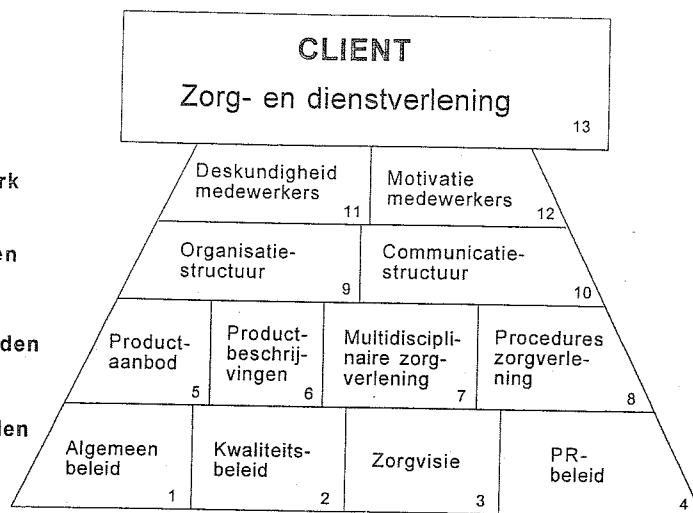 CLIENT
Zorg- en dienstverlening
13
Deskundigheid
medewerkers
11
Motivatie
medewerkers
12
Organisatie-
structuur
9
Communicatie-
structuur
10
Product-
aanbod
5
Product-
beschrij-
vingen
6
Multidiscipli-
naire zorg-
verlening
7
Procedures
zorgverle-
ning
8
Algemeen
beleid
1
Kwaliteits-
beleid
2
Zorgvisie
3
PR-
beleid
4